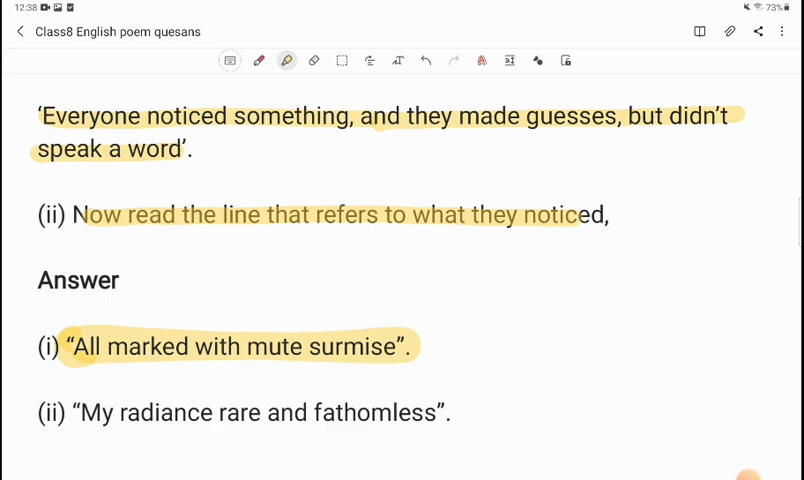 12:38
73%
Class8 English poem quesans
‘Everyone noticed something, and they made guesses, but didn’t
speak a word’.
(ii) Now read the line that refers to what they noticed,
Answer
(i) “All marked with mute surmise”.
(ii) “My radiance rare and fathomless”.